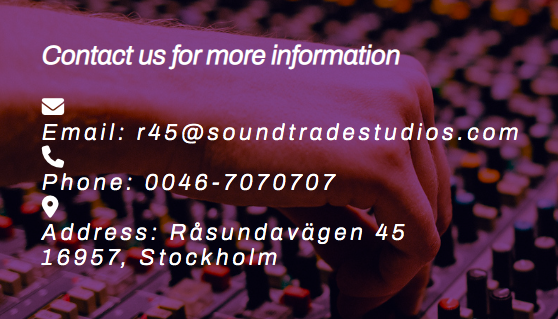 Contact us for more information
Email: r45@soundtradestudios.com
Phone: 0046-7070707
Address: Råsundavägen 45
16957, Stockholm